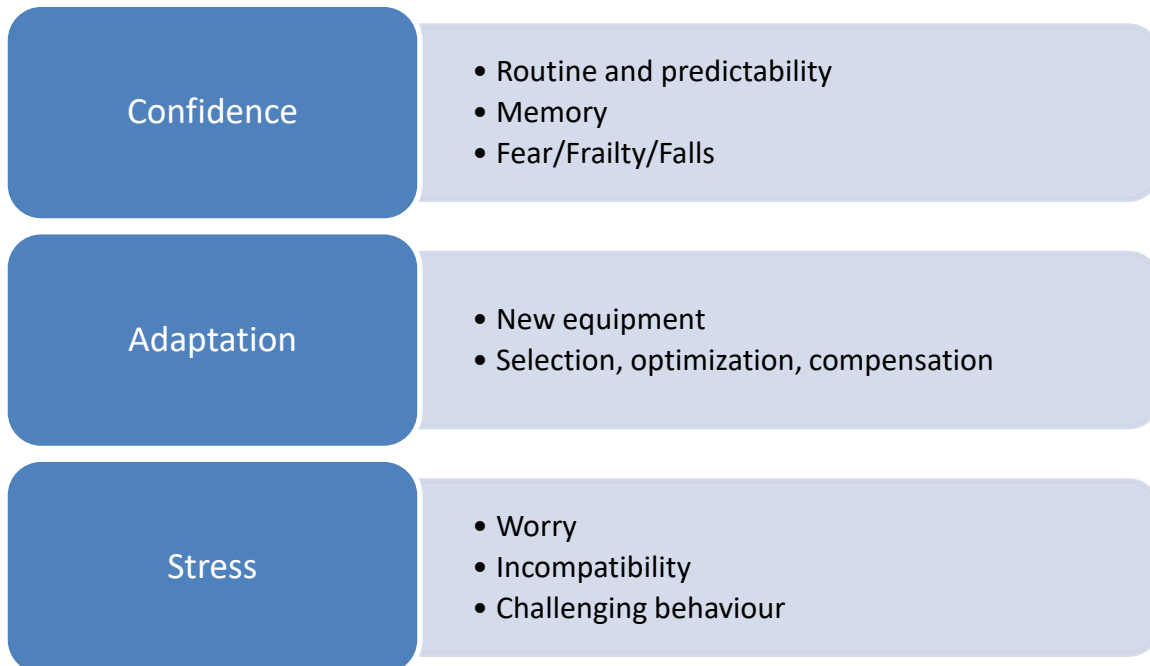 Confidence
• Routine and predictability
• Memory
• Fear/Frailty/Falls
Adaptation
• New equipment
• Selection, optimization, compensation
Stress
• Worry
• Incompatibility
• Challenging behaviour